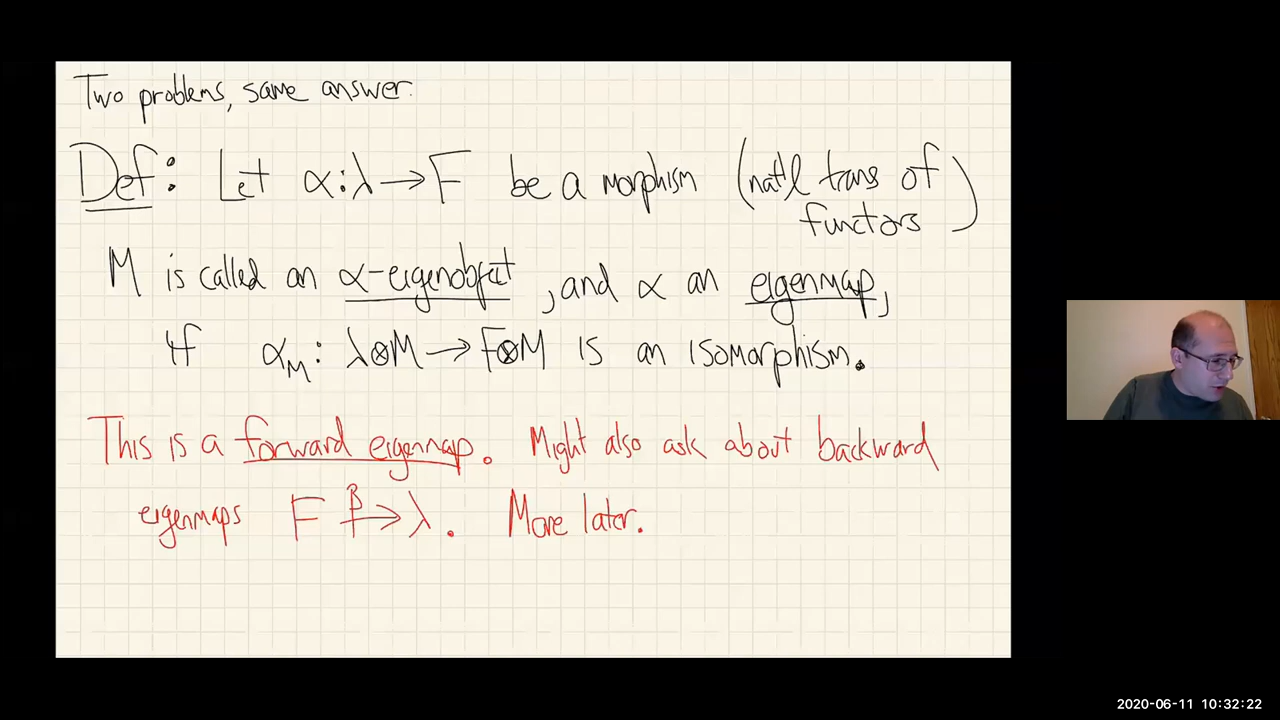 Two problems, same answer.
Def: Let α: λ → F be a morphism (nat'l trans of
functors)
M is called an α-eigenobject, and α an eigenmap,
if α_M: λ⊗M → F⊗M is an isomorphism.
This is a forward eigenmap. Might also ask about backward
eigenmaps F →^β λ. More later.
2020-06-11 10:32:22